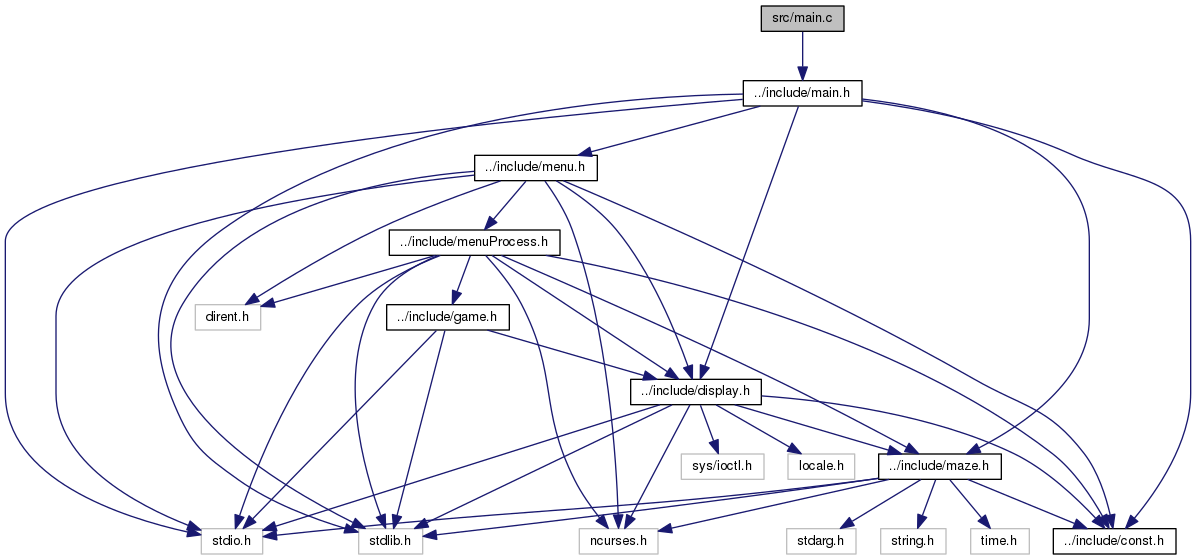 src/main.c
../include/main.h
../include/menu.h
../include/menuProcess.h
dirent.h
../include/game.h
../include/display.h
sys/ioctl.h
locale.h
../include/maze.h
stdio.h
stdlib.h
ncurses.h
stdarg.h
string.h
time.h
../include/const.h